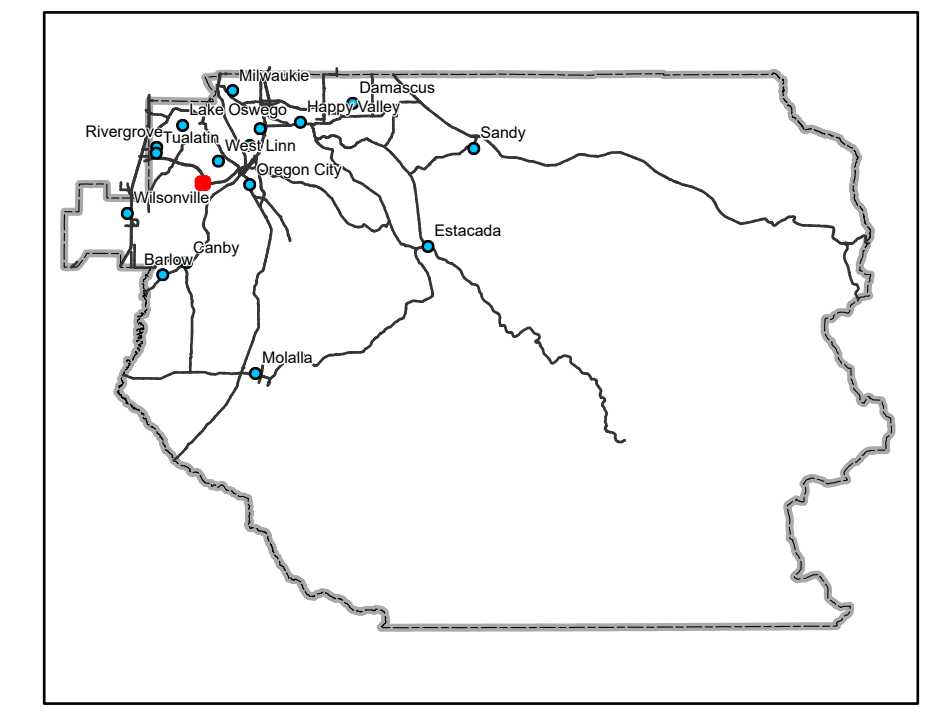 Milwaukie
Damascus
Lake Oswego
Happy Valley
Rivergrove
Tualatin
West Linn
Sandy
Oregon City
Wilsonville
Estacada
Canby
Barlow
Molalla